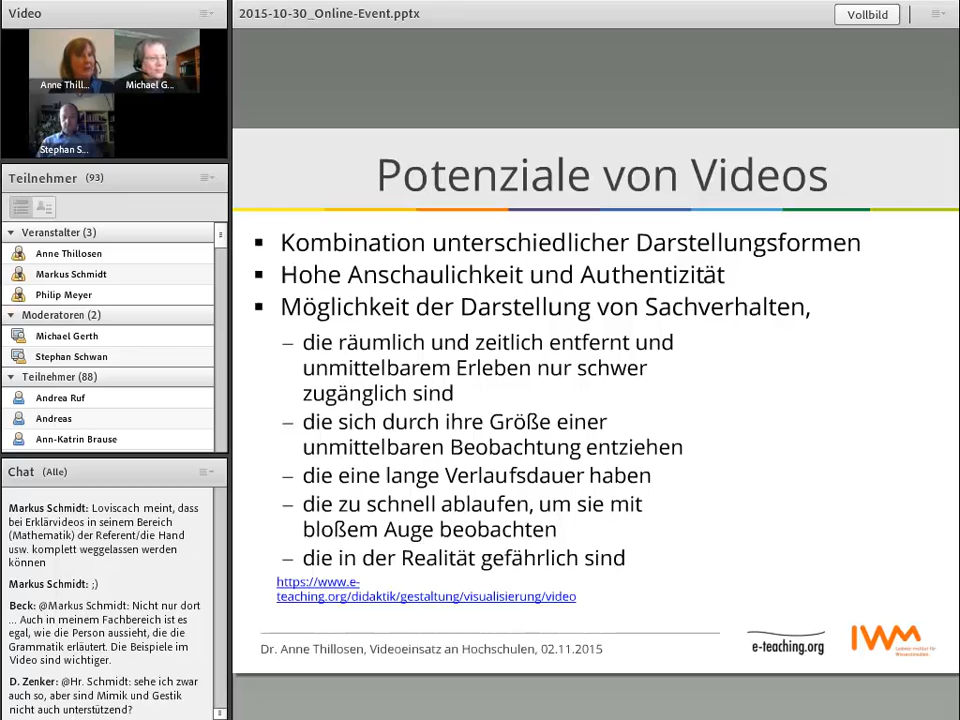 Video
Anne Thill...
Michael G...
Stephan S...
Teilnehmer (93)
Veranstalter (3)
Anne Thillosen
Markus Schmidt
Philip Meyer
Moderatoren (2)
Michael Gerth
Stephan Schwan
Teilnehmer (88)
Andrea Ruf
Andreas
Ann-Katrin Brause
Chat (Alle)
Markus Schmidt: Loviscach meint, dass
bei Erklärvideos in seinem Bereich
(Mathematik) der Referent/die Hand
usw. komplett weggelassen werden
können
Markus Schmidt: ;)
Beck: @Markus Schmidt: Nicht nur dort
... Auch in meinem Fachbereich ist es
egal, wie die Person aussieht, die die
Grammatik erläutert. Die Beispiele im
Video sind wichtiger.
D. Zenker: @Hr. Schmidt: sehe ich zwar
auch so, aber sind Mimik und Gestik
nicht auch unterstützend?
2015-10-30_Online-Event.pptx
Vollbild
Potenziale von Videos
Kombination unterschiedlicher Darstellungsformen
Hohe Anschaulichkeit und Authentizität
Möglichkeit der Darstellung von Sachverhalten,
– die räumlich und zeitlich entfernt und
unmittelbarem Erleben nur schwer
zugänglich sind
– die sich durch ihre Größe einer
unmittelbaren Beobachtung entziehen
– die eine lange Verlaufsdauer haben
– die zu schnell ablaufen, um sie mit
bloßem Auge beobachten
– die in der Realität gefährlich sind
https://www.e-
teaching.org/didaktik/gestaltung/visualisierung/video
Dr. Anne Thillosen, Videoeinsatz an Hochschulen, 02.11.2015
e-teaching.org
IWM